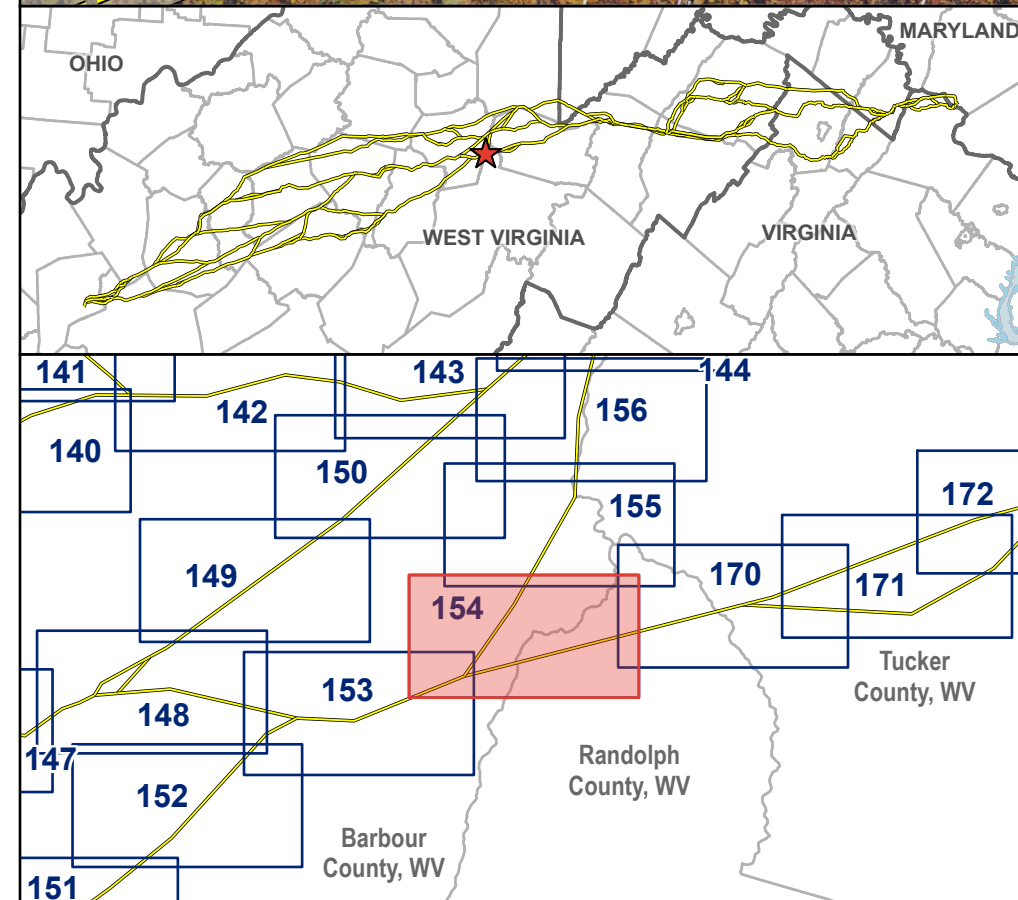 OHIO
MARYLAND
WEST VIRGINIA
VIRGINIA
141
143
144
142
156
140
150
172
155
149
170
171
154
153
Tucker
County, WV
148
147
Randolph
County, WV
152
Barbour
County, WV
151